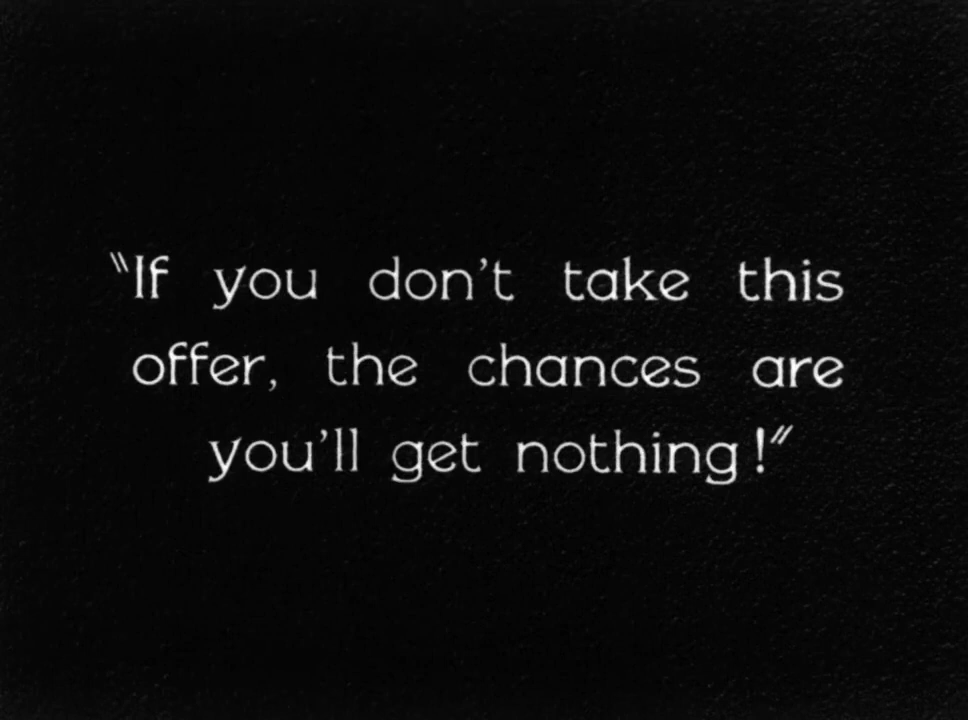 "If you don't take this
offer, the chances are
you'll get nothing!"